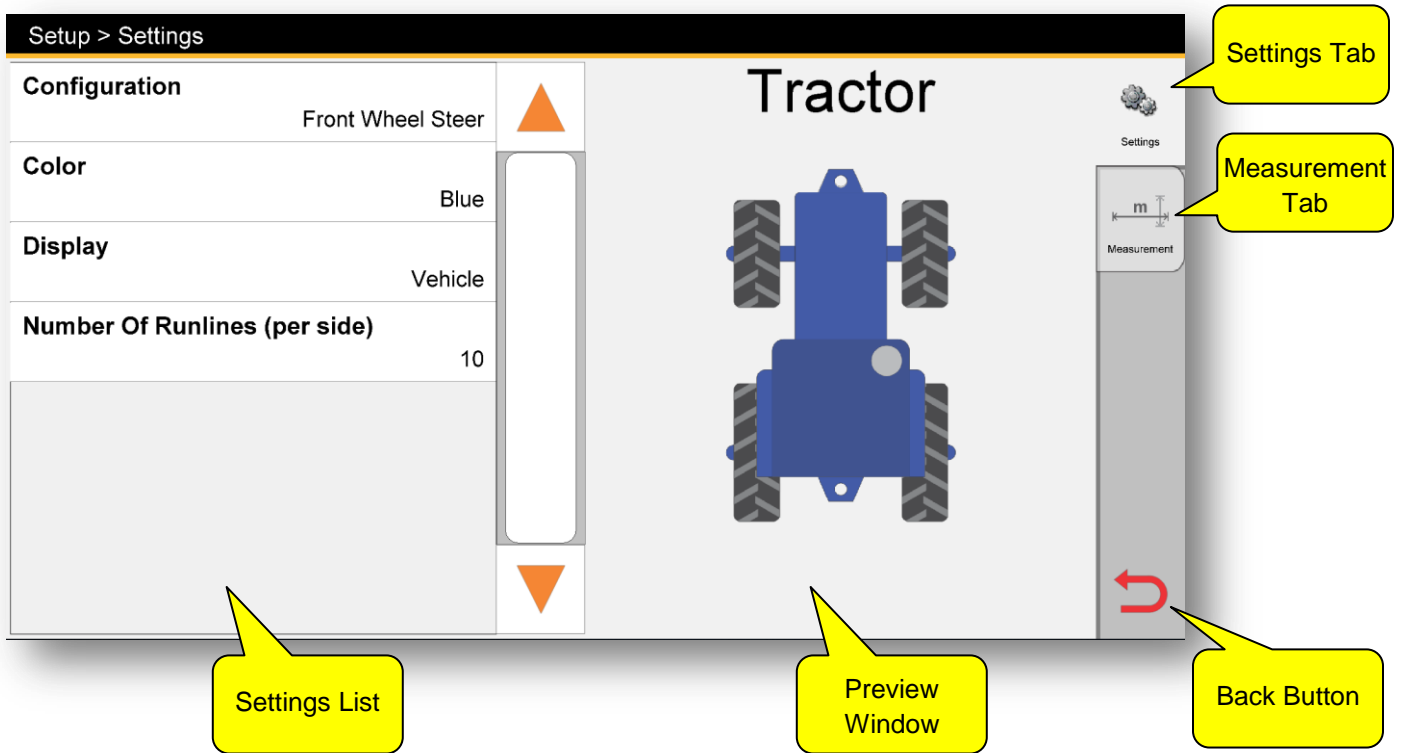 Setup > Settings
Configuration
Front Wheel Steer
Color
Blue
Display
Vehicle
Number Of Runlines (per side)
10
Tractor
Settings
m
Measurement
Settings Tab
Measurement
Tab
Settings List
Preview
Window
Back Button